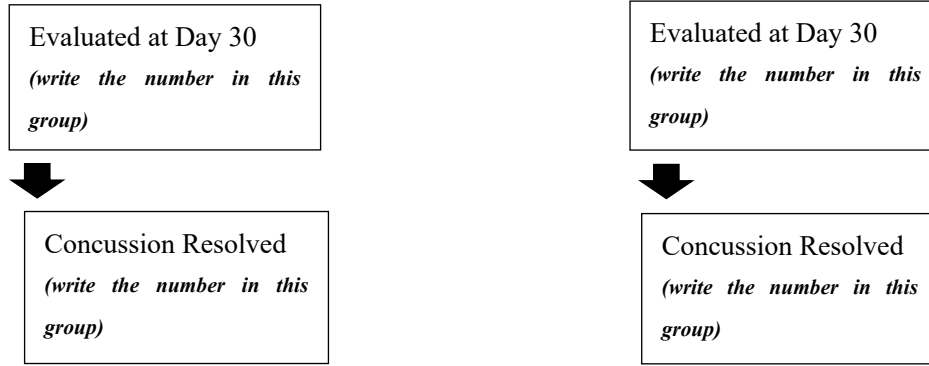 Evaluated at Day 30
(write the number in this
group)
Concussion Resolved
(write the number in this
group)
Evaluated at Day 30
(write the number in this
group)
Concussion Resolved
(write the number in this
group)